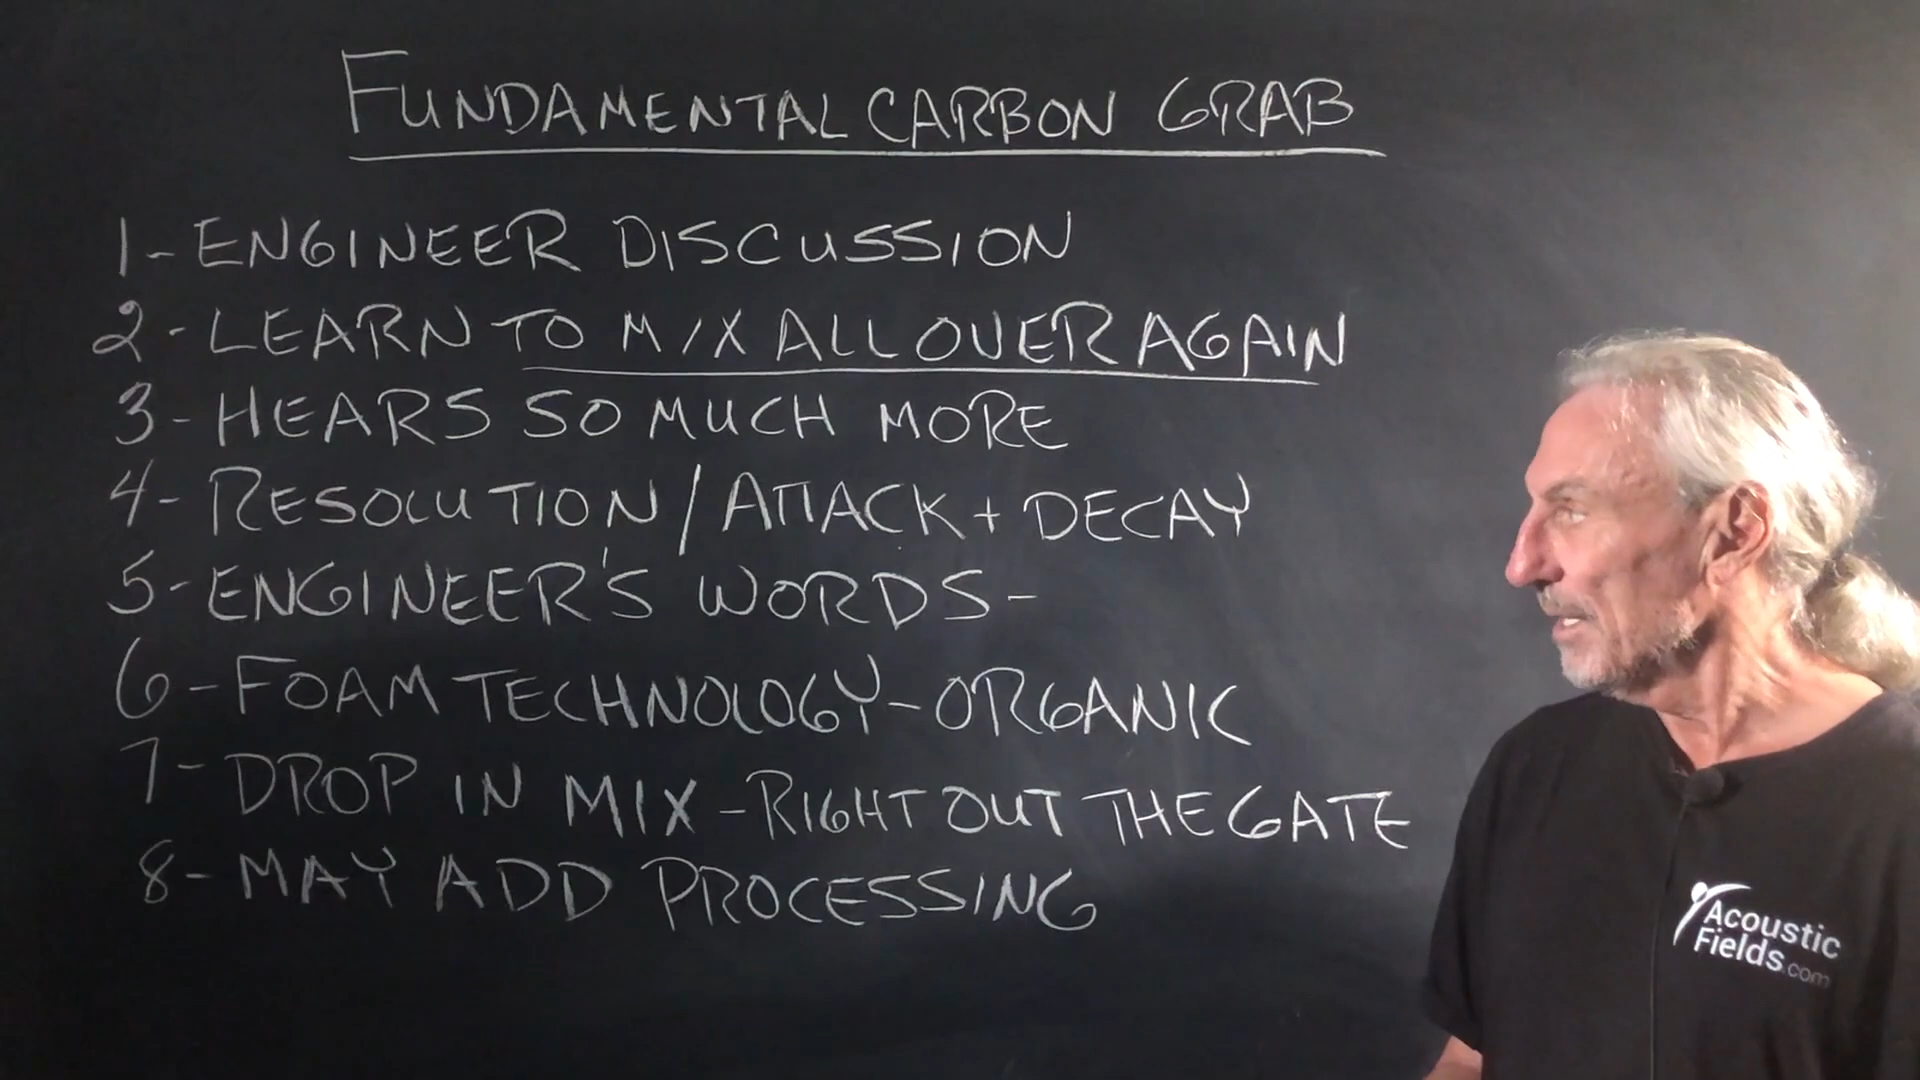 FUNDAMENTAL CARBON GRAB
1- ENGINEER DISCUSSION
2- LEARN TO MIX ALL OVER AGAIN
3- HEARS SO MUCH MORE
4- RESOLUTION/ATTACK + DECAY
5- ENGINEER'S WORDS-
6- FOAM TECHNOLOGY-ORGANIC
7- DROP IN MIX -RIGHT OUT THE GATE
8- MAY ADD PROCESSING
Acoustic
Fields.com